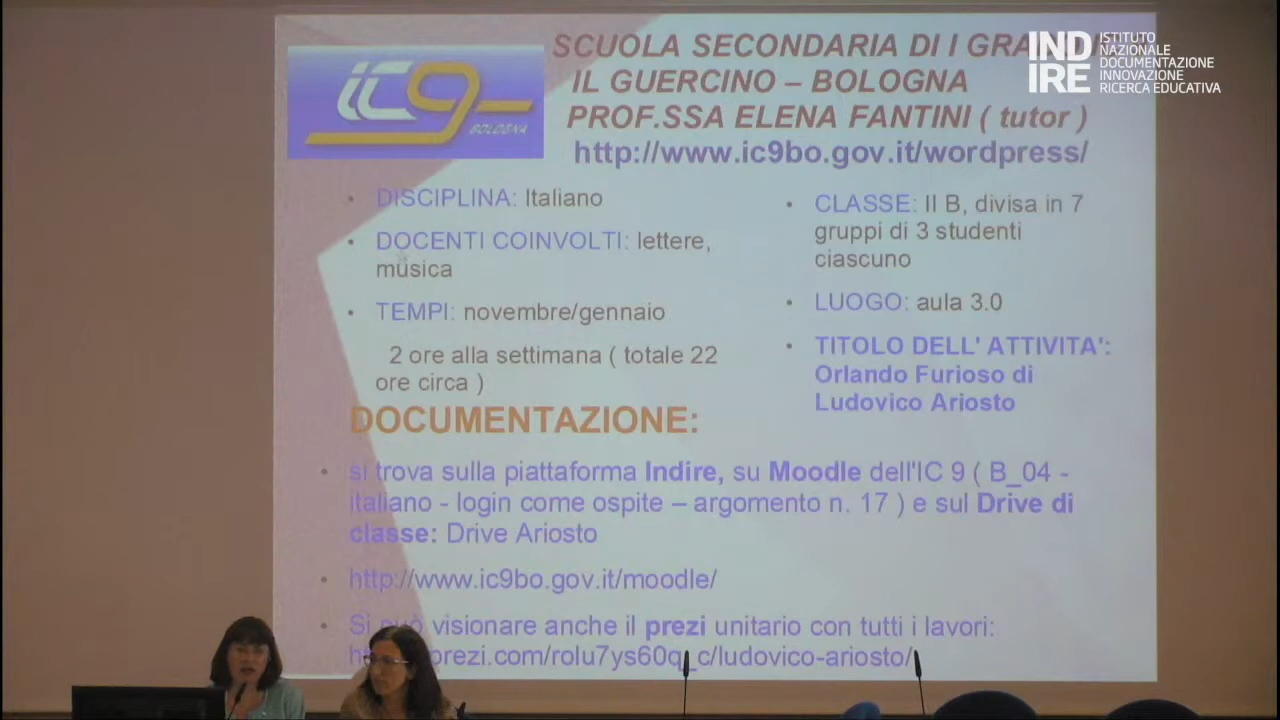 SCUOLA SECONDARIA DI I
IL GUERCINO – BOLOGNA
PROF.SSA ELENA FANTINI ( tutor )
http://www.ic9bo.gov.it/wordpress/
IND
IRE
ISTITUTO
NAZIONALE
DOCUMENTAZIONE
INNOVAZIONE
RICERCA EDUCATIVA
iC9
BOLOGNA
• DISCIPLINA: Italiano
• DOCENTI COINVOLTI: lettere,
musica
• TEMPI: novembre/gennaio
2 ore alla settimana ( totale 22
ore circa )
• CLASSE: II B, divisa in 7
gruppi di 3 studenti
ciascuno
• LUOGO: aula 3.0
• TITOLO DELL' ATTIVITA':
Orlando Furioso di
Ludovico Ariosto
DOCUMENTAZIONE:
• si trova sulla piattaforma Indire, su Moodle dell'IC 9 ( B_04 -
italiano - login come ospite – argomento n. 17 ) e sul Drive di
classe: Drive Ariosto
• http://www.ic9bo.gov.it/moodle/
• Si può visionare anche il prezi unitario con tutti i lavori:
prezi.com/rolu7ys60q_c/ludovico-ariosto/